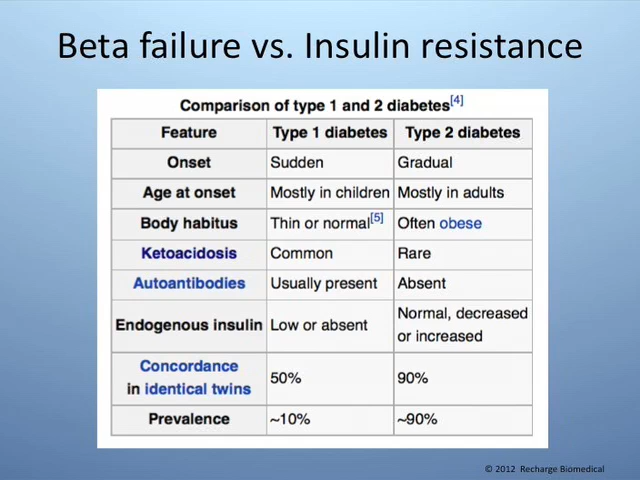 Beta failure vs. Insulin resistance
Comparison of type 1 and 2 diabetes[4]
Feature Type 1 diabetes Type 2 diabetes
Onset Sudden Gradual
Age at onset Mostly in children Mostly in adults
Body habitus Thin or normal[5] Often obese
Ketoacidosis Common Rare
Autoantibodies Usually present Absent
Endogenous insulin Low or absent Normal, decreased
or increased
Concordance
in identical twins 50% 90%
Prevalence ~10% ~90%
© 2012 Recharge Biomedical